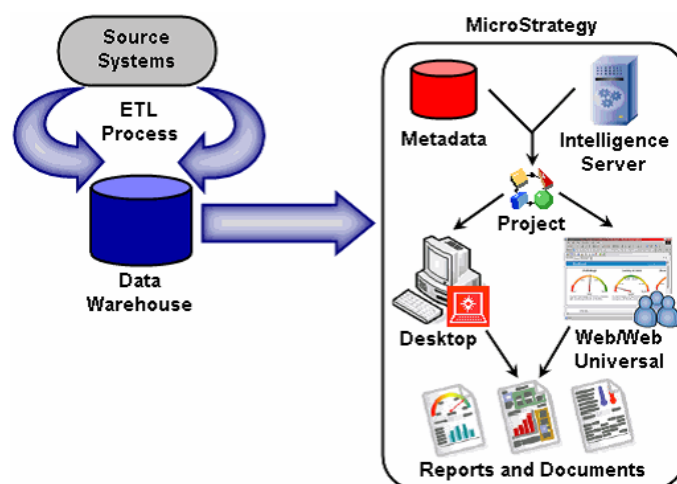 Source
Systems
ETL
Process
Data
Warehouse
MicroStrategy
Metadata
Intelligence
Server
Project
Desktop
Web/Web
Universal
Reports and Documents